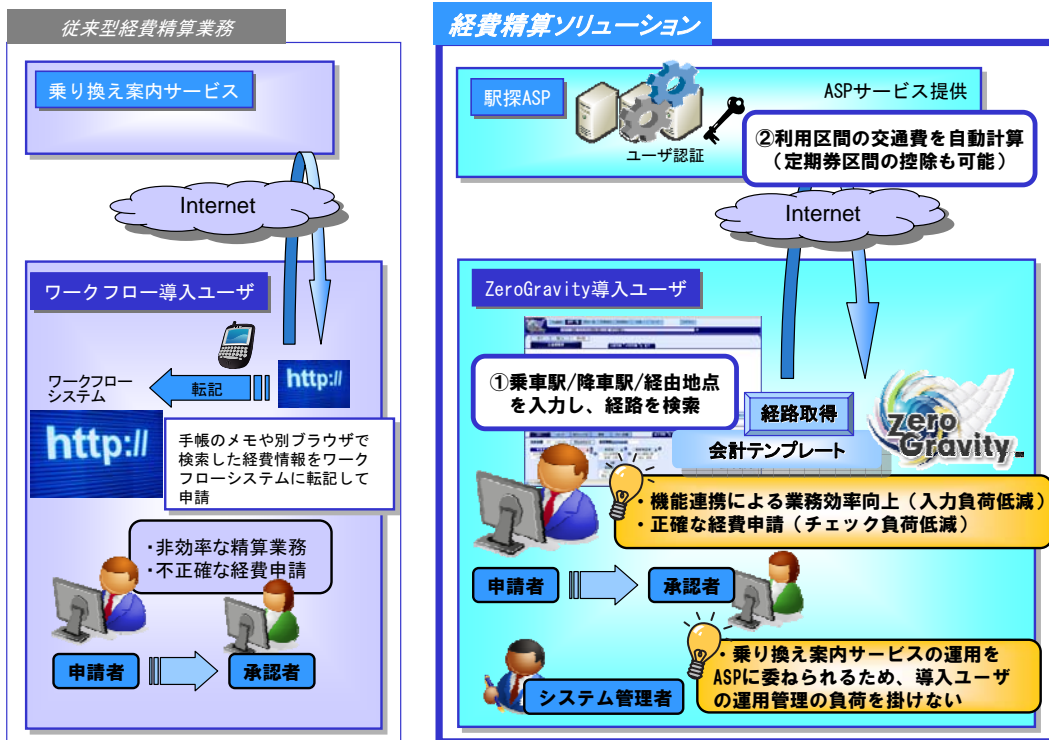 従来型経費精算業務
乗り換え案内サービス
Internet
ワークフロー導入ユーザ
ワークフロー
システム
転記
http://
http://
手帳のメモや別ブラウザで
検索した経費情報をワーク
フローシステムに転記して
申請
・非効率な精算業務
・不正確な経費申請
申請者
承認者
経費精算ソリューション
駅探ASP
ASPサービス提供
ユーザ認証
②利用区間の交通費を自動計算
（定期券区間の控除も可能）
Internet
ZeroGravity導入ユーザ
①乗車駅/降車駅/経由地点
を入力し、経路を検索
経路取得
会計テンプレート
zero
Gravity
・機能連携による業務効率向上（入力負荷低減）
・正確な経費申請（チェック負荷低減）
申請者
承認者
システム管理者
・乗り換え案内サービスの運用を
ASPに委ねられるため、導入ユーザ
の運用管理の負荷を掛けない